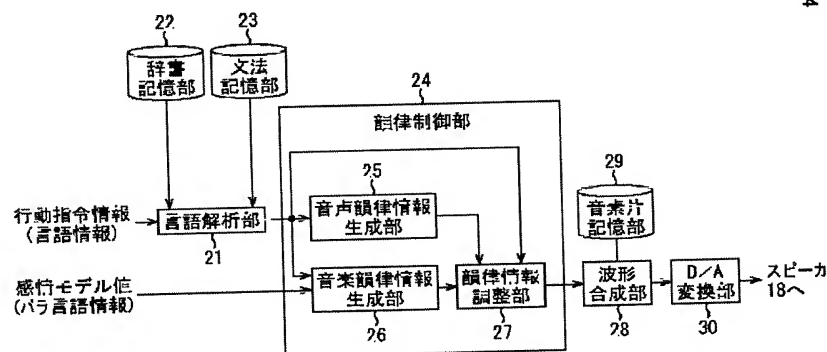 4
22
23
辞書
記憶部
文法
記憶部
24
韻律制御部
25
29
音素片
記憶部
行動指令情報
(言語情報)
言語解析部
21
音声韻律情報
生成部
感情モデル値
(パラ言語情報)
音楽韻律情報
生成部
26
韻律情報
調整部
27
波形
合成部
28
D/A
変換部
30
スピーカ
18へ